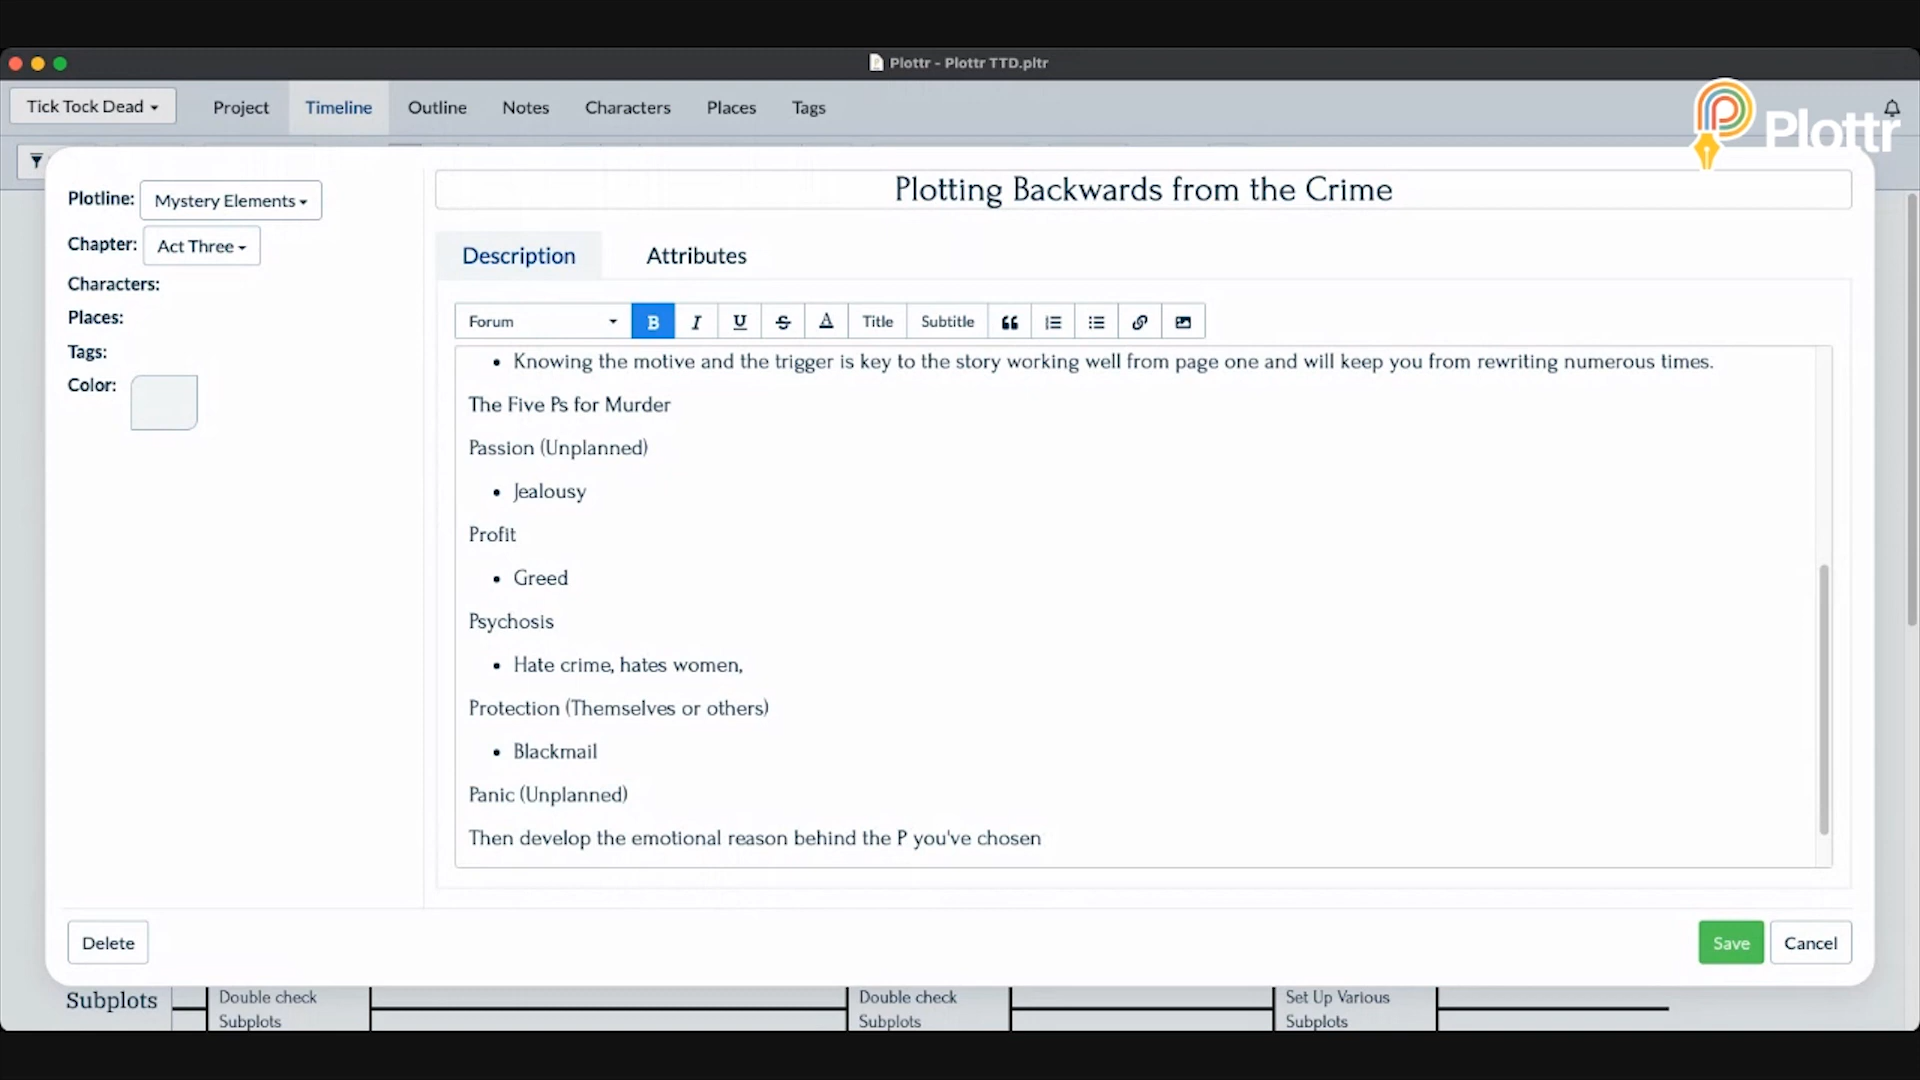 Plottr - Plottr TTD.pltr
Tick Tock Dead
Project
Timeline
Outline
Notes
Characters
Places
Tags
Plottr
Plotline:
Mystery Elements
Chapter:
Act Three
Characters:
Places:
Tags:
Color:
Plotting Backwards from the Crime
Description
Attributes
Forum
B
I
U
S
A
Title
Subtitle
• Knowing the motive and the trigger is key to the story working well from page one and will keep you from rewriting numerous times.
The Five Ps for Murder
Passion (Unplanned)
• Jealousy
Profit
• Greed
Psychosis
• Hate crime, hates women,
Protection (Themselves or others)
• Blackmail
Panic (Unplanned)
Then develop the emotional reason behind the P you've chosen
Delete
Save
Cancel
Subplots
Double check
Subplots
Double check
Subplots
Set Up Various
Subplots